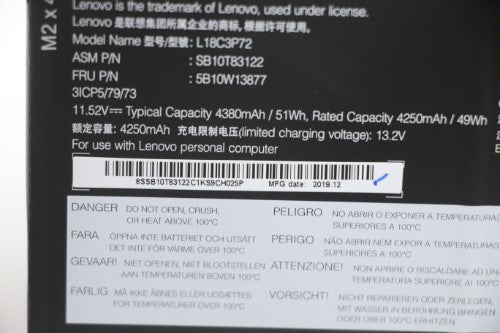 Lenovo is the trademark of Lenovo, used under license.
Lenovo 是联想集团所属企业的商标,根据许可使用。
Model Name 型号/型號: L18C3P72
ASM P/N : SB10T83122
FRU P/N : 5B10W13877
3ICP5/79/73
11.52V⎓ Typical Capacity 4380mAh / 51Wh, Rated Capacity 4250mAh / 49Wh
额定容量: 4250mAh 充电限制电压(limited charging voltage): 13.2V
For use with Lenovo personal computer
M2 x 4
8SSB10T83122C1KS9CH025P MFG date: 2019.12
DANGER DO NOT OPEN, CRUSH, OR HEAT ABOVE 100°C
PELIGRO NO ABRIR O EXPONER A TEMPERATURAS SUPERIORES A 100°C
FARA ÖPPNA INTE BATTERIET OCH UTSÄTT DET INTE FÖR VÄRME ÖVER 100°C
PERIGO NÃO ABRIR NEM EXPOR A TEMPERATURAS SUPERIORES A 100°C
GEVAAR! NIET OPENEN, NIET BLOOTSTELLEN AAN TEMPERATUREN BOVEN 100°C
ATTENZIONE! NON APRIRE O RISCALDARE AD UNA TEMPERATURA SUPERIORE AI 100°C
FARLIG MÅ IKKE ÅBNES ELLER UDSÆTTES FOR TEMPERATURER OVER 100°C
VORSICHT! NICHT REPARIEREN ODER ZERLEGEN, MIT WASSER IN BERÜHRUNG BRINGEN ODER ÜBER 100°C ERHITZEN